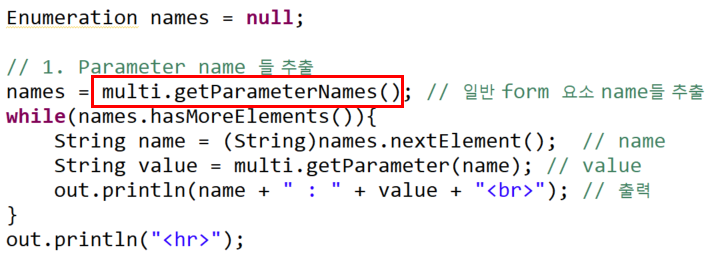 Enumeration names = null;
// 1. Parameter name 들 추출
names = multi.getParameterNames(); // 일반 form 요소 name들 추출
while(names.hasMoreElements()){
    String name = (String)names.nextElement();  // name
    String value = multi.getParameter(name); // value
    out.println(name + " : " + value + "<br>"); // 출력
}
out.println("<hr>");